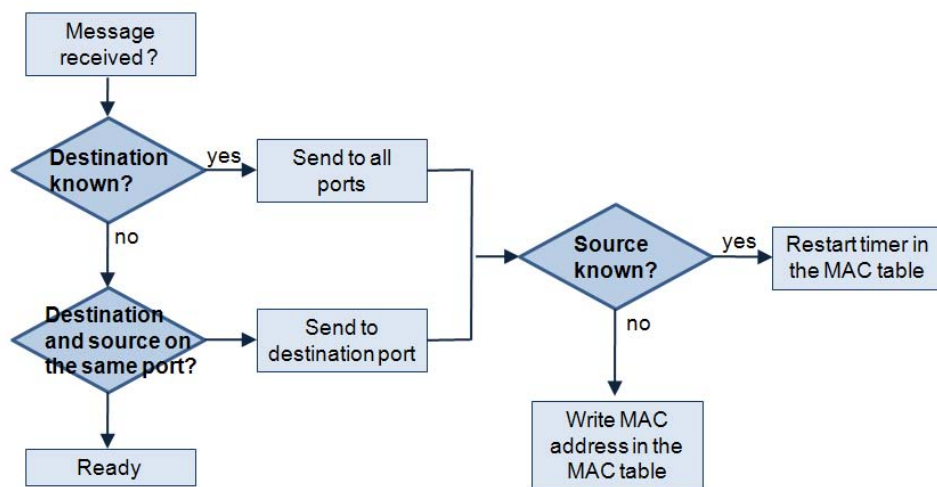 Message
received ?
Destination
known?
yes
Send to all
ports
no
Destination
and source on
the same port?
Send to
destination port
Ready
Source
known?
yes
Restart timer in
the MAC table
no
Write MAC
address in the
MAC table